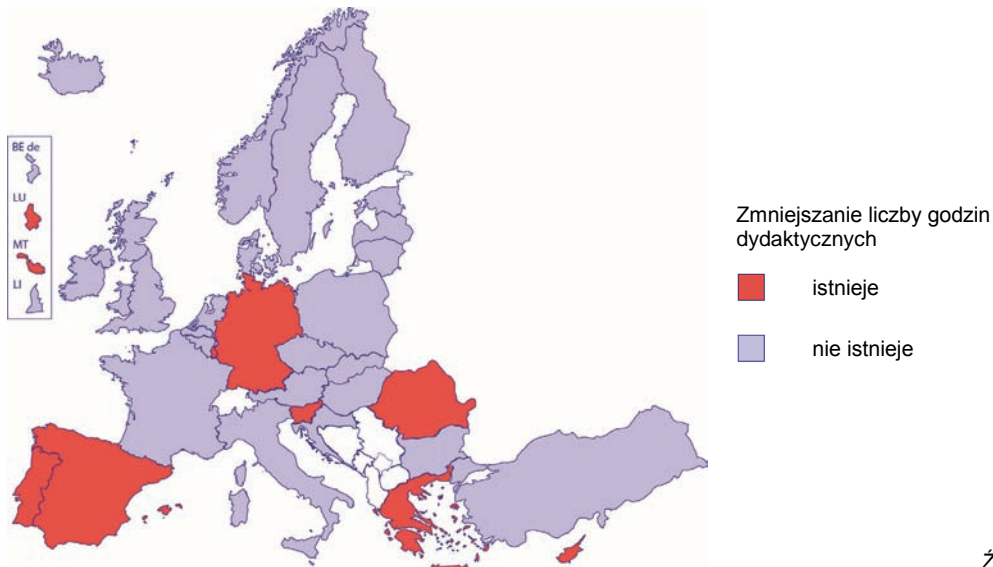 BE de
LU
MT
LI
Zmniejszanie liczby godzin
dydaktycznych
istnieje
nie istnieje
Ź